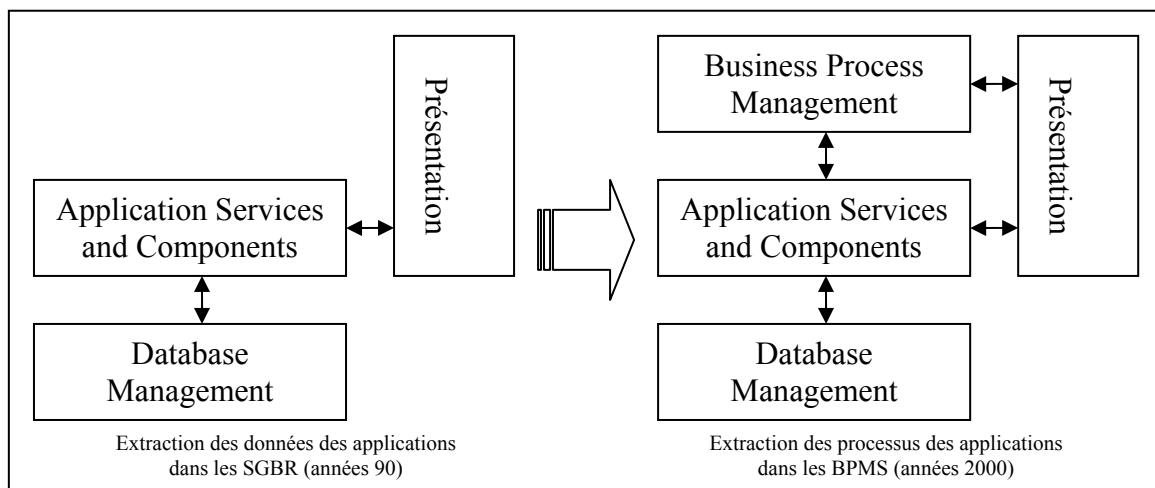 Présentation
Application Services
and Components
Database
Management
Extraction des données des applications
dans les SGBR (années 90)
Business Process
Management
Présentation
Application Services
and Components
Database
Management
Extraction des processus des applications
dans les BPMS (années 2000)